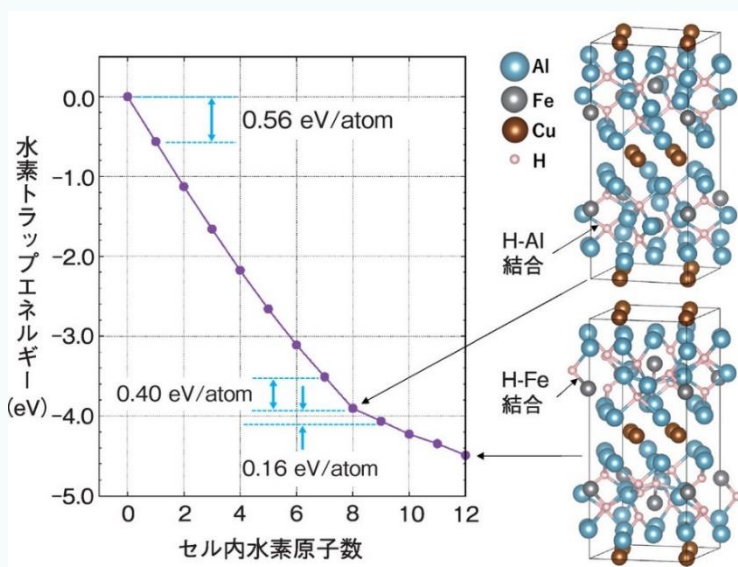 水素トラップエネルギー
(eV)
0.0
-1.0
-2.0
-3.0
-4.0
-5.0
0.56 eV/atom
0.40 eV/atom
0.16 eV/atom
0 2 4 6 8 10 12
セル内水素原子数
Al
Fe
Cu
H
H-Al
結合
H-Fe
結合